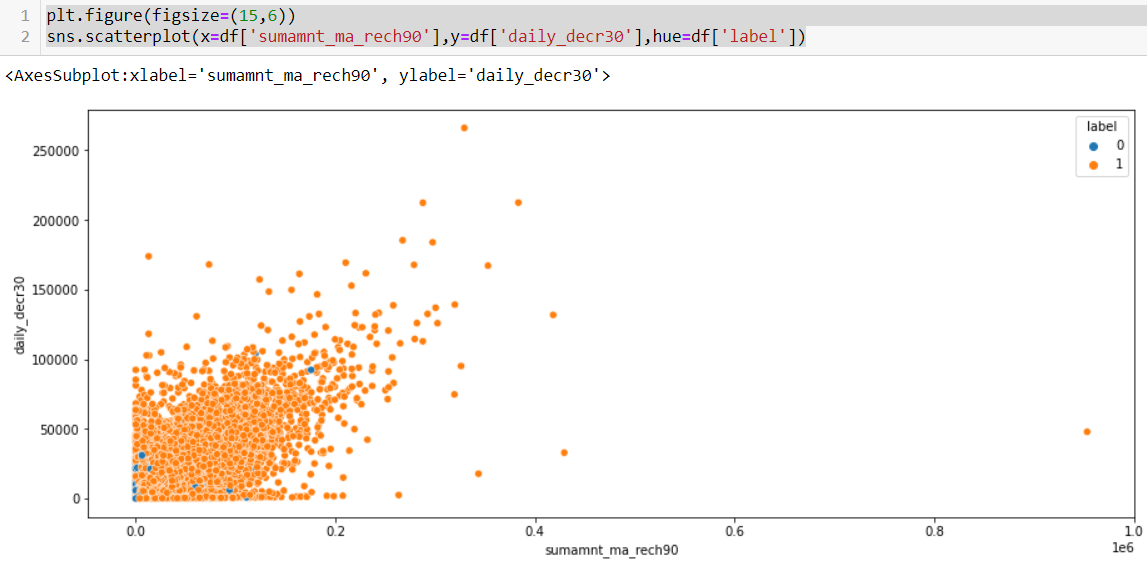 1 plt.figure(figsize=(15,6))
2 sns.scatterplot(x=df['sumamnt_ma_rech90'],y=df['daily_decr30'],hue=df['label'])
<AxesSubplot:xlabel='sumamnt_ma_rech90', ylabel='daily_decr30'>
label
0
1
250000
200000
150000
100000
50000
0
daily_decr30
0.0 0.2 0.4 0.6 0.8 1.0
1e6
sumamnt_ma_rech90